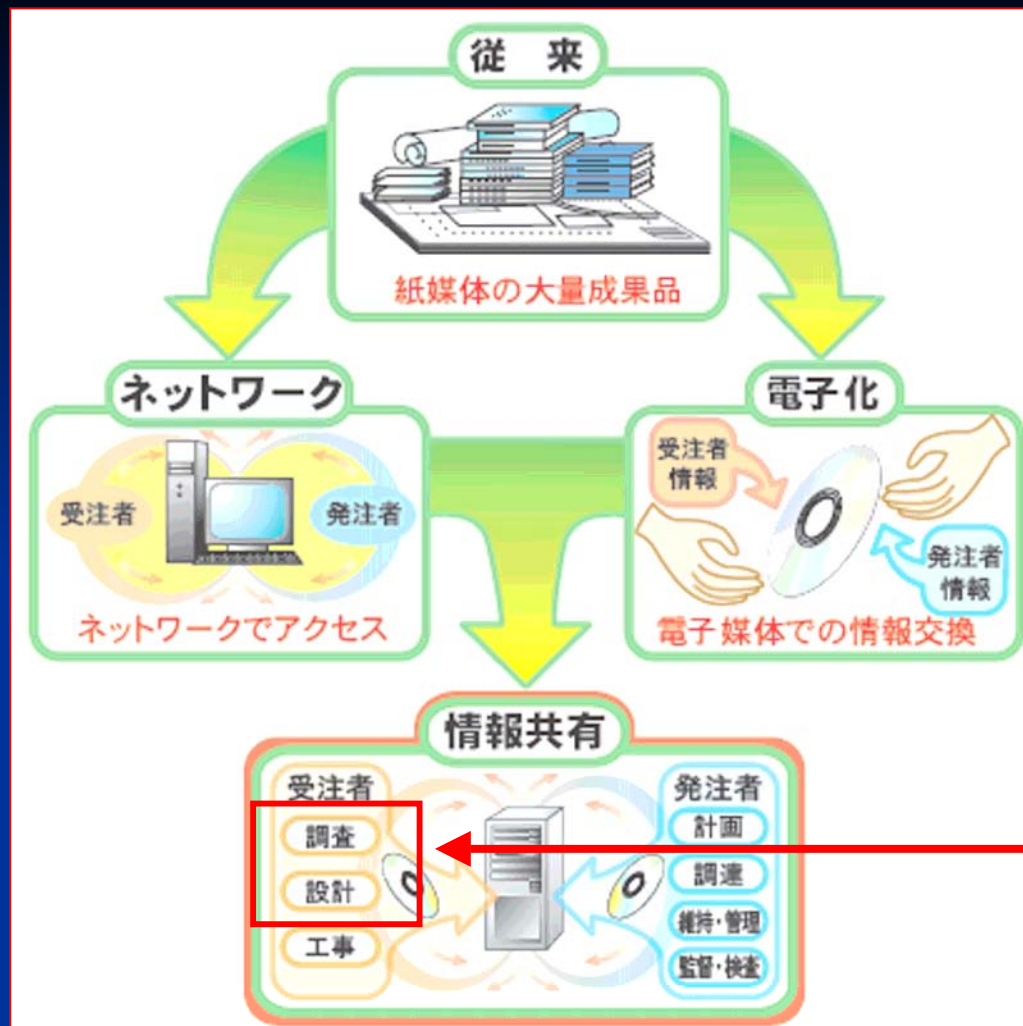 従 来
紙媒体の大量成果品
ネットワーク
受注者
発注者
ネットワークでアクセス
電子化
受注者
情報
発注者
情報
電子媒体での情報交換
情報共有
受注者
調査
設計
工事
発注者
計画
調達
維持・管理
監督・検査